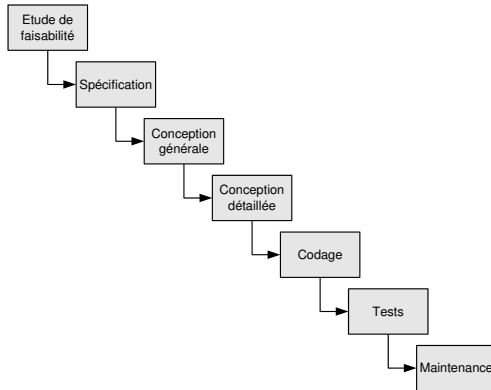 Etude de
faisabilité
Spécification
Conception
générale
Conception
détaillée
Codage
Tests
Maintenance